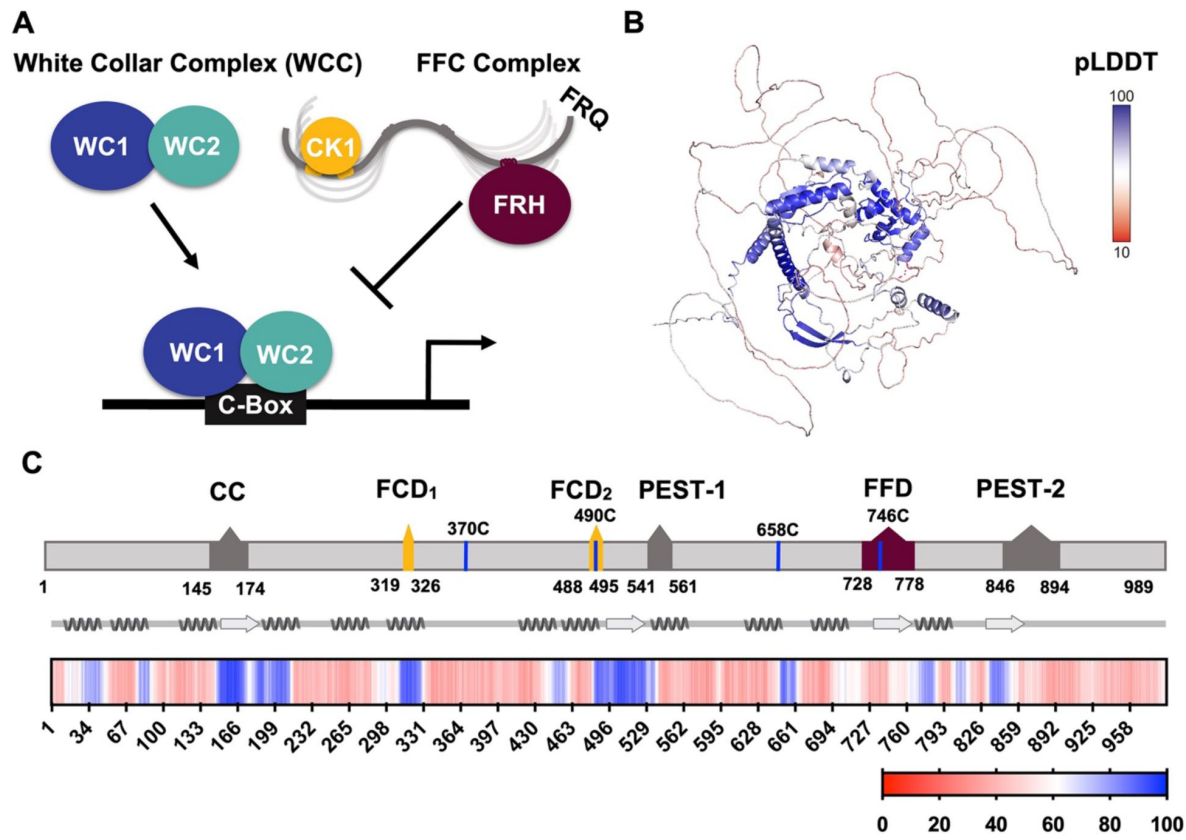 A
White Collar Complex (WCC)
FFC Complex
WC1
WC2
CK1
FRQ
FRH
WC1
WC2
C-Box
B
pLDDT
100
10
C
CC
FCD1
FCD2
PEST-1
FFD
PEST-2
370C
490C
658C
746C
1
145
174
319
326
488
495
541
561
728
778
846
894
989
1
34
67
100
133
166
199
232
265
298
331
364
397
430
463
496
529
562
595
628
661
694
727
760
793
826
859
892
925
958
0
20
40
60
80
100